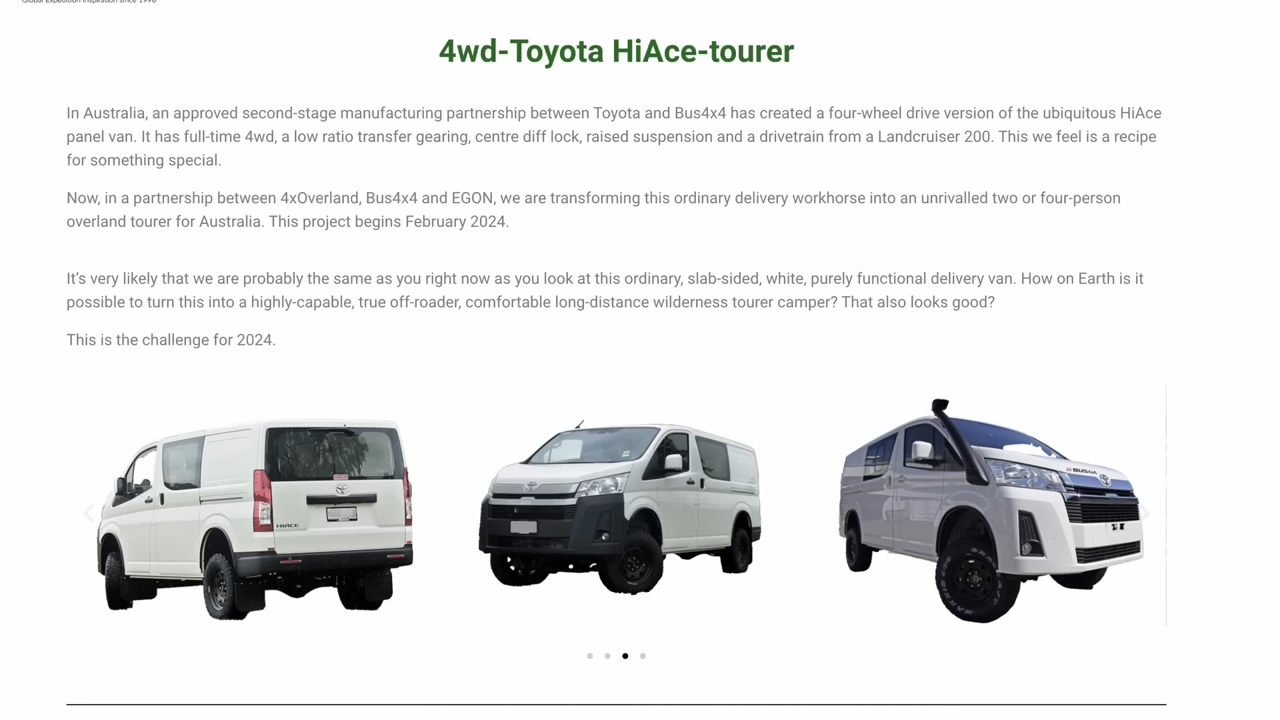 Global Expedition Inspiration since 1998
4wd-Toyota HiAce-tourer
In Australia, an approved second-stage manufacturing partnership between Toyota and Bus4x4 has created a four-wheel drive version of the ubiquitous HiAce
panel van. It has full-time 4wd, a low ratio transfer gearing, centre diff lock, raised suspension and a drivetrain from a Landcruiser 200. This we feel is a recipe
for something special.
Now, in a partnership between 4xOverland, Bus4x4 and EGON, we are transforming this ordinary delivery workhorse into an unrivalled two or four-person
overland tourer for Australia. This project begins February 2024.
It’s very likely that we are probably the same as you right now as you look at this ordinary, slab-sided, white, purely functional delivery van. How on Earth is it
possible to turn this into a highly-capable, true off-roader, comfortable long-distance wilderness tourer camper? That also looks good?
This is the challenge for 2024.
HIACE
BUS4x4